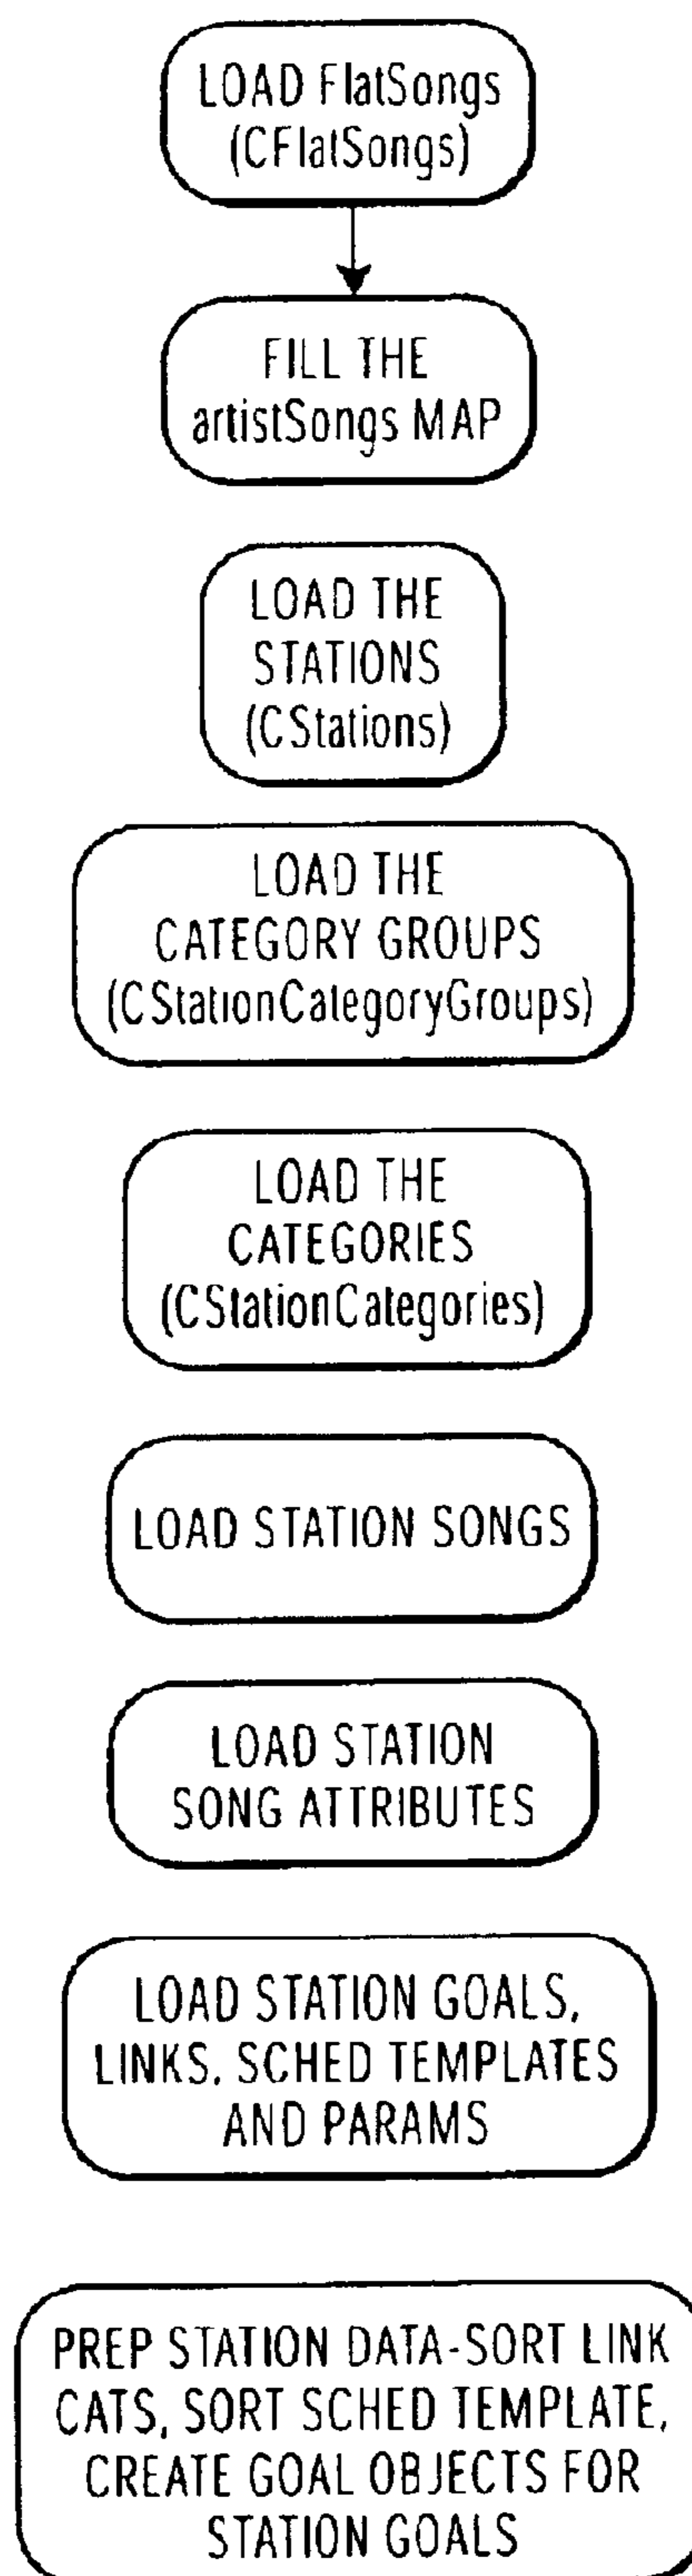 LOAD FlatSongs
(CFlatSongs)
FILL THE
artistSongs MAP
LOAD THE
STATIONS
(CStations)
LOAD THE
CATEGORY GROUPS
(CStationCategoryGroups)
LOAD THE
CATEGORIES
(CStationCategories)
LOAD STATION SONGS
LOAD STATION
SONG ATTRIBUTES
LOAD STATION GOALS,
LINKS, SCHED TEMPLATES
AND PARAMS
PREP STATION DATA-SORT LINK
CATS, SORT SCHED TEMPLATE,
CREATE GOAL OBJECTS FOR
STATION GOALS